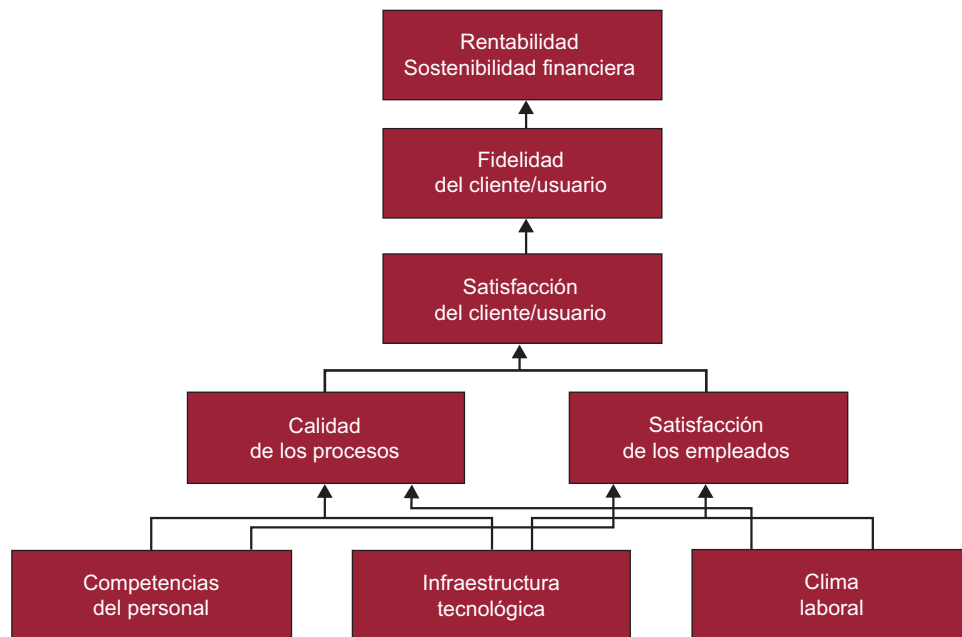 Rentabilidad
Sostenibilidad financiera
Fidelidad
del cliente/usuario
Satisfacción
del cliente/usuario
Calidad
de los procesos
Satisfacción
de los empleados
Competencias
del personal
Infraestructura
tecnológica
Clima
laboral